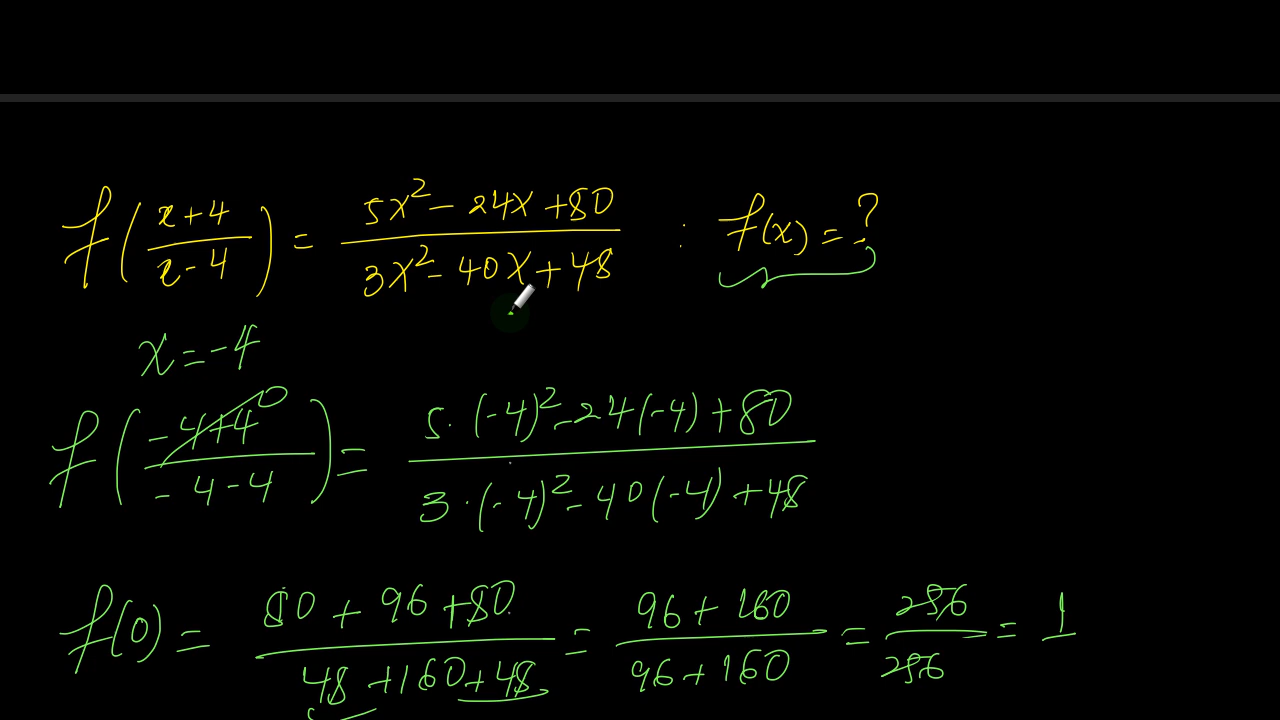 f((x+4)/(x-4)) = (5x² - 24x + 80)/(3x² - 40x + 48) : f(x) = ?
x = -4
f((-4+4)/(-4-4)) ⁰ = (5·(-4)² - 24(-4) + 80)/(3·(-4)² - 40(-4) + 48)
f(0) = (80 + 96 + 80)/(48 + 160 + 48) = (96 + 160)/(96 + 160) = 256/256 = 1